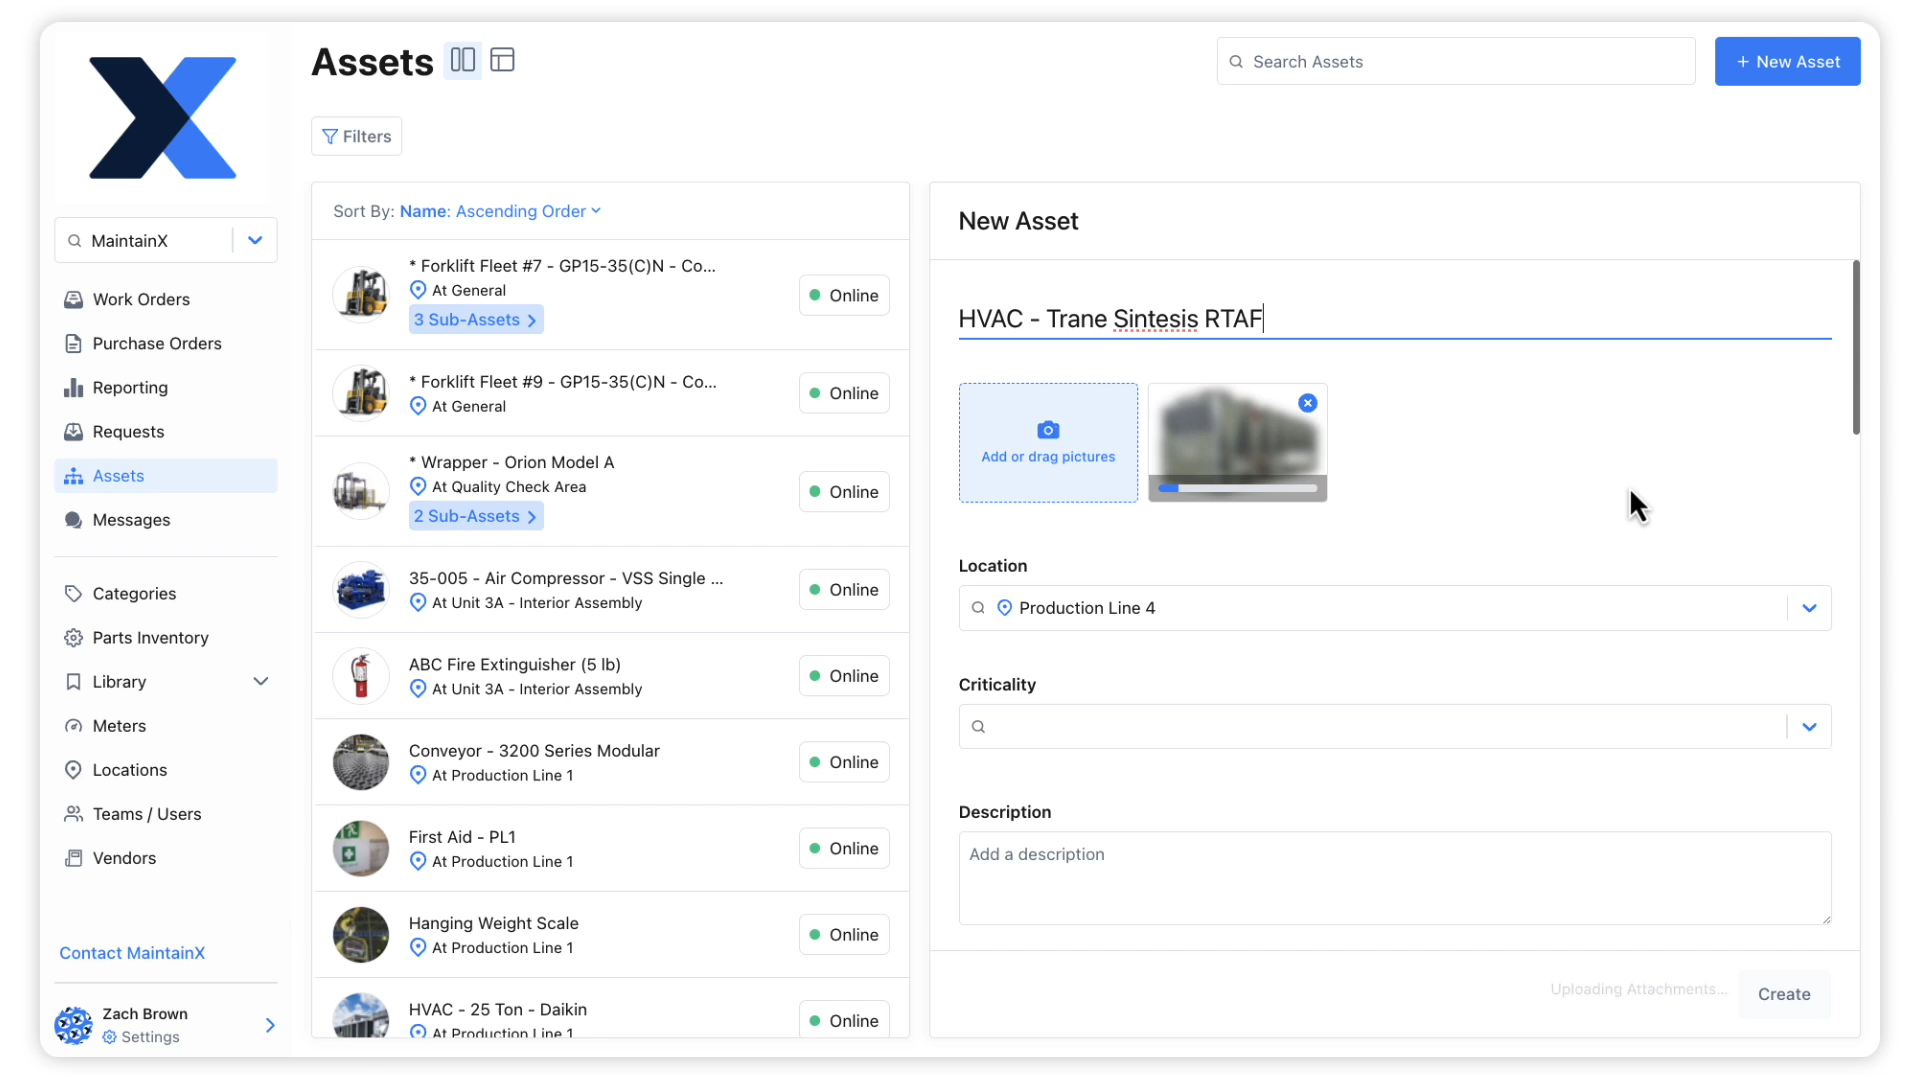 Assets
Search Assets
+ New Asset
Filters
MaintainX
Work Orders
Purchase Orders
Reporting
Requests
Assets
Messages
Categories
Parts Inventory
Library
Meters
Locations
Teams / Users
Vendors
Contact MaintainX
Zach Brown
Settings
Sort By: Name: Ascending Order
* Forklift Fleet #7 - GP15-35(C)N - Co...
At General
3 Sub-Assets
Online
* Forklift Fleet #9 - GP15-35(C)N - Co...
At General
Online
* Wrapper - Orion Model A
At Quality Check Area
2 Sub-Assets
Online
35-005 - Air Compressor - VSS Single ...
At Unit 3A - Interior Assembly
Online
ABC Fire Extinguisher (5 lb)
At Unit 3A - Interior Assembly
Online
Conveyor - 3200 Series Modular
At Production Line 1
Online
First Aid - PL1
At Production Line 1
Online
Hanging Weight Scale
At Production Line 1
Online
HVAC - 25 Ton - Daikin
At Production Line 1
Online
New Asset
HVAC - Trane Sintesis RTAF
Add or drag pictures
Location
Production Line 4
Criticality
Description
Add a description
Uploading Attachments...
Create